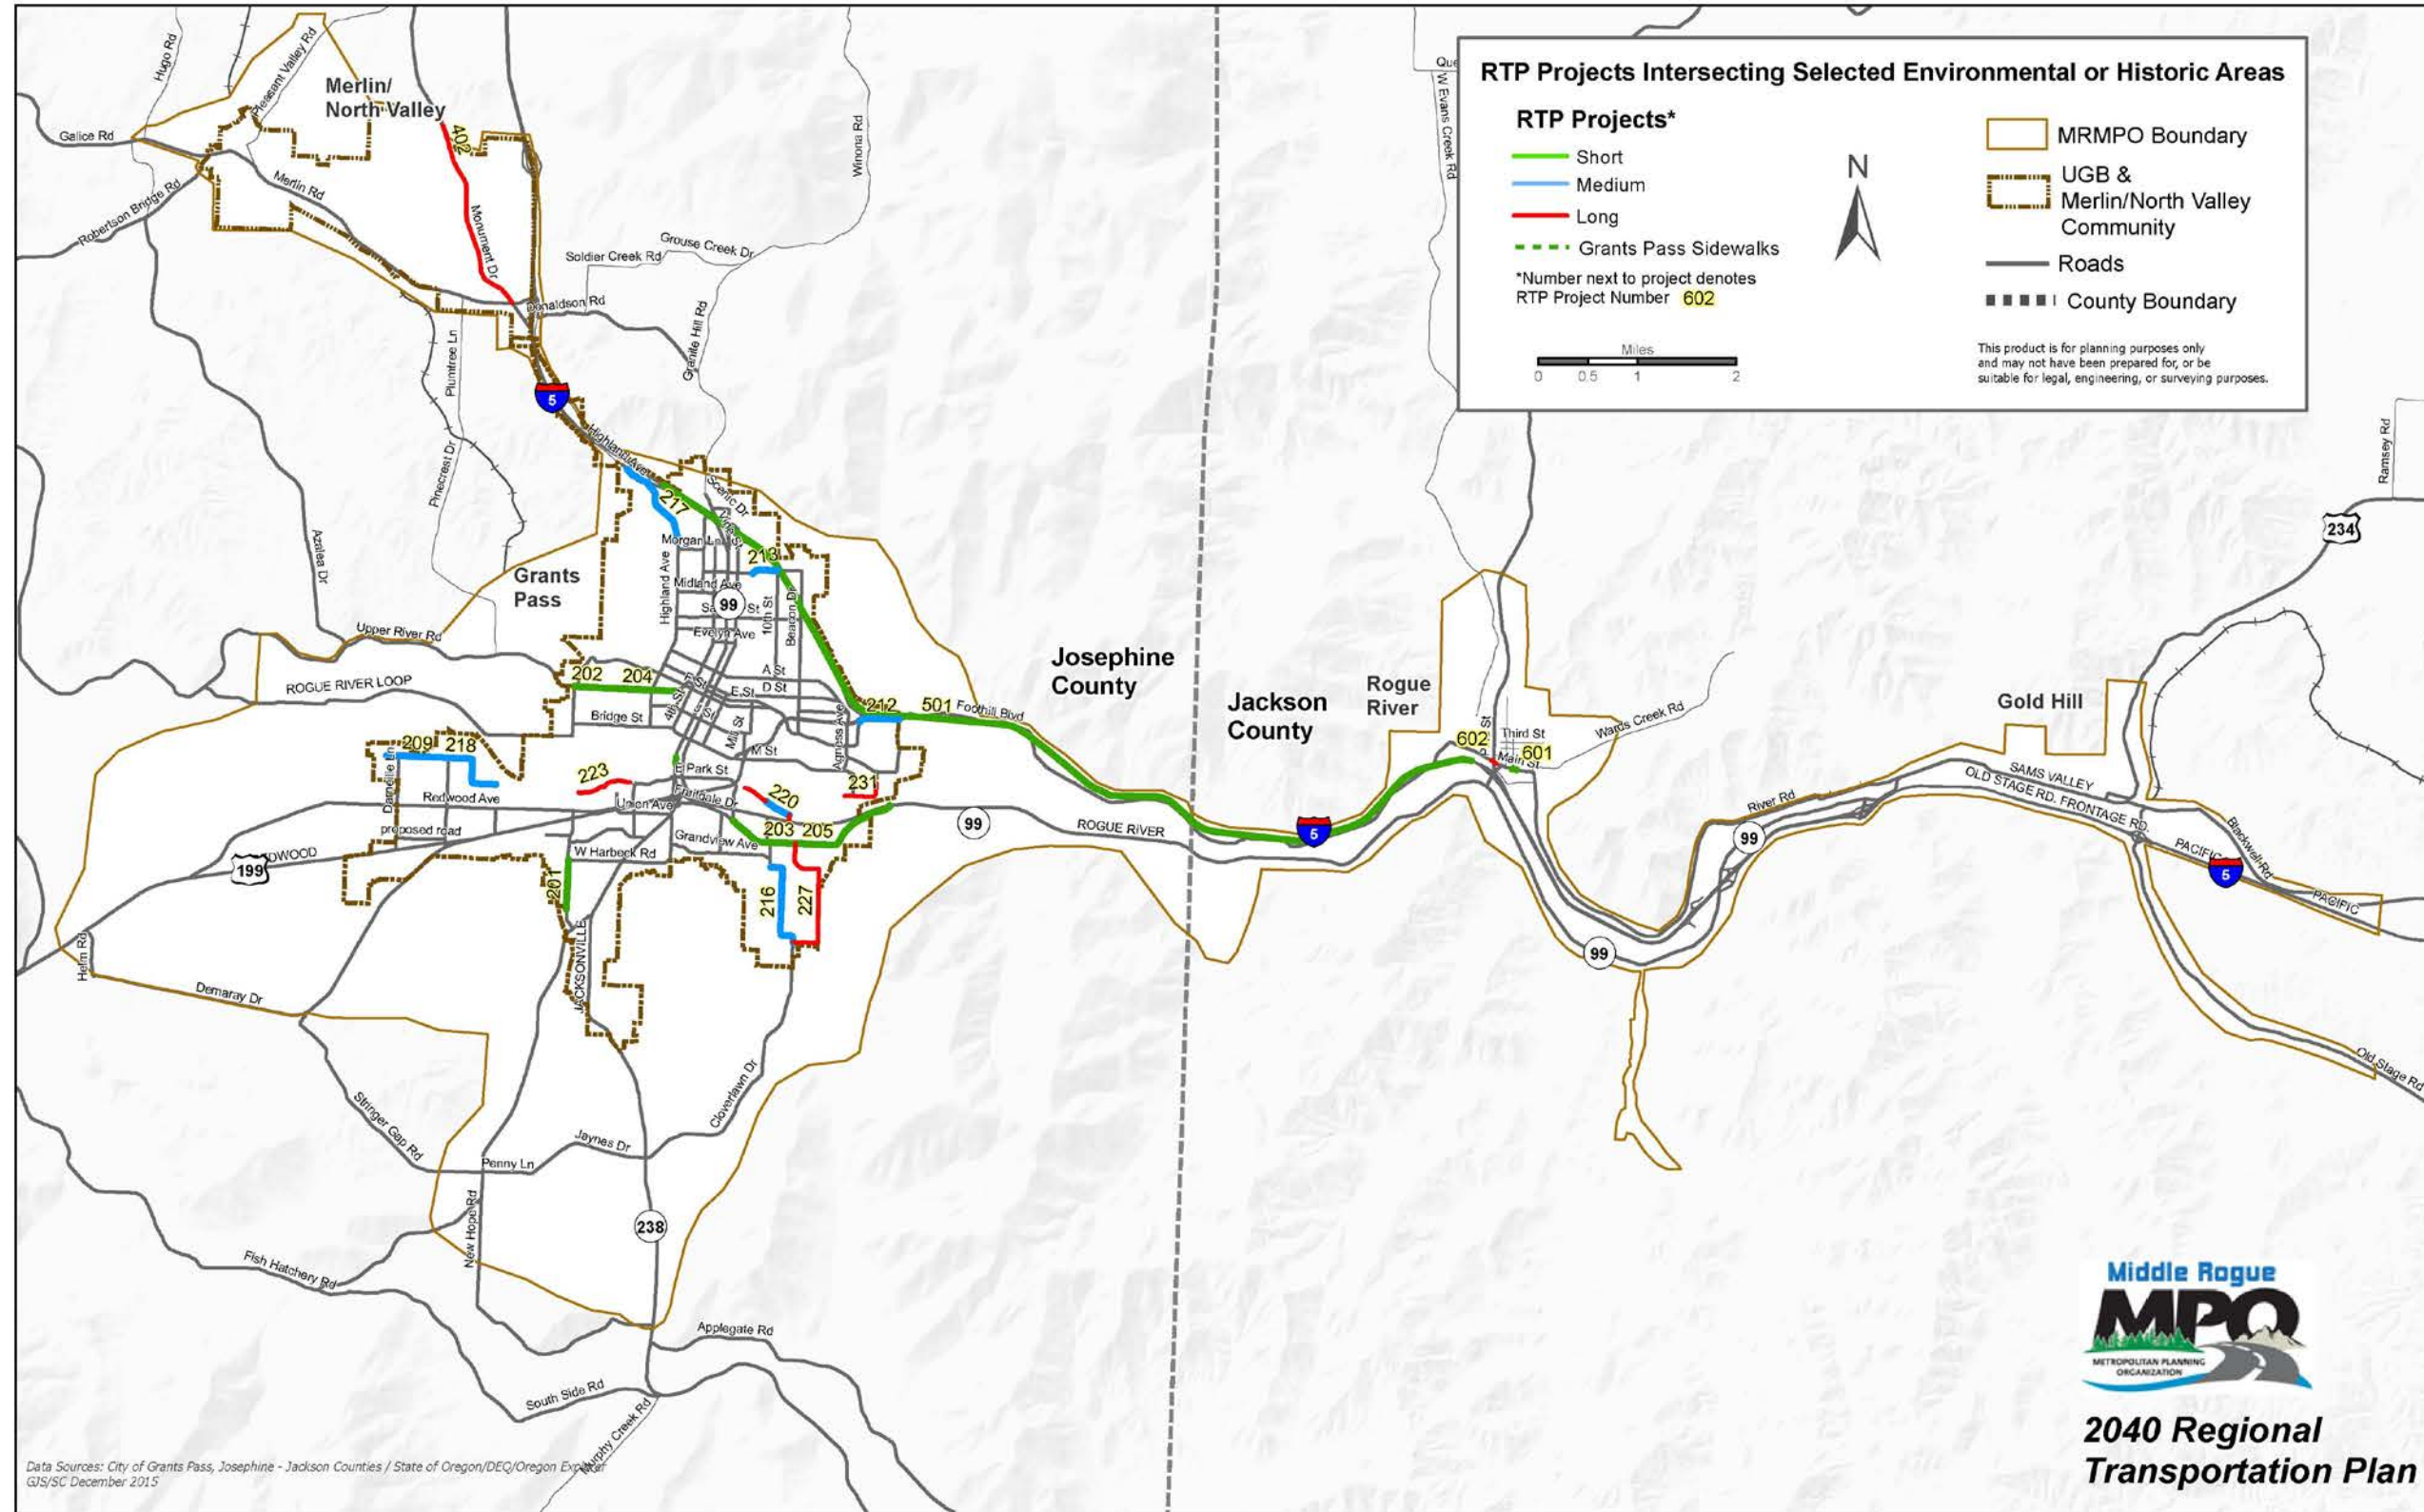 RTP Projects Intersecting Selected Environmental or Historic Areas
RTP Projects*
Short
Medium
Long
Grants Pass Sidewalks
*Number next to project denotes
RTP Project Number 602
N
Miles
0 0.5 1 2
MRMPO Boundary
UGB &
Merlin/North Valley
Community
Roads
County Boundary
This product is for planning purposes only
and may not have been prepared for, or be
suitable for legal, engineering, or surveying purposes.
Hugo Rd
Pleasant Valley Rd
Merlin/
North Valley
402
Galice Rd
Merlin Rd
Robertson Bridge Rd
Monument Dr
Winona Rd
W Evans Creek Rd
Soldier Creek Rd
Grouse Creek Dr
Donaldson Rd
Granite Hill Rd
Plumtree Ln
5
Highland Ave
Pinecrest Dr
Scenic Dr
217
Ramsey Rd
234
Azalea Dr
213
Grants
Pass
Highland Ave
Midland Ave
99
10th St
Beacon Dr
Evelyn Ave
Upper River Rd
ROGUE RIVER LOOP
202
204
A St
D St
E St
Bridge St
4th St
Mill St
M St
Agness Ave
212
501
Foothill Blvd
Josephine
County
Jackson
County
Rogue
River
Gold Hill
209
218
Darneille Ln
223
E Park St
231
Redwood Ave
Union Ave
Fruitdale Dr
220
proposed road
203
205
Grandview Ave
W Harbeck Rd
199
99
ROGUE RIVER
5
602
601
Third St
Main St
Wards Creek Rd
River Rd
99
SAMS VALLEY
OLD STAGE RD. FRONTAGE RD.
PACIFIC
Blackwell Rd
5
PACIFIC
201
216
227
JACKSONVILLE
99
Helm Rd
Demaray Dr
Old Stage Rd
Cloverlawn Dr
Stringer Gap Rd
Jaynes Dr
Penny Ln
New Hope Rd
238
Fish Hatchery Rd
Applegate Rd
South Side Rd
Murphy Creek Rd
Middle Rogue
MPO
METROPOLITAN PLANNING
ORGANIZATION
2040 Regional
Transportation Plan
Data Sources: City of Grants Pass, Josephine - Jackson Counties / State of Oregon/DEQ/Oregon Explorer
GJS/SC December 2015